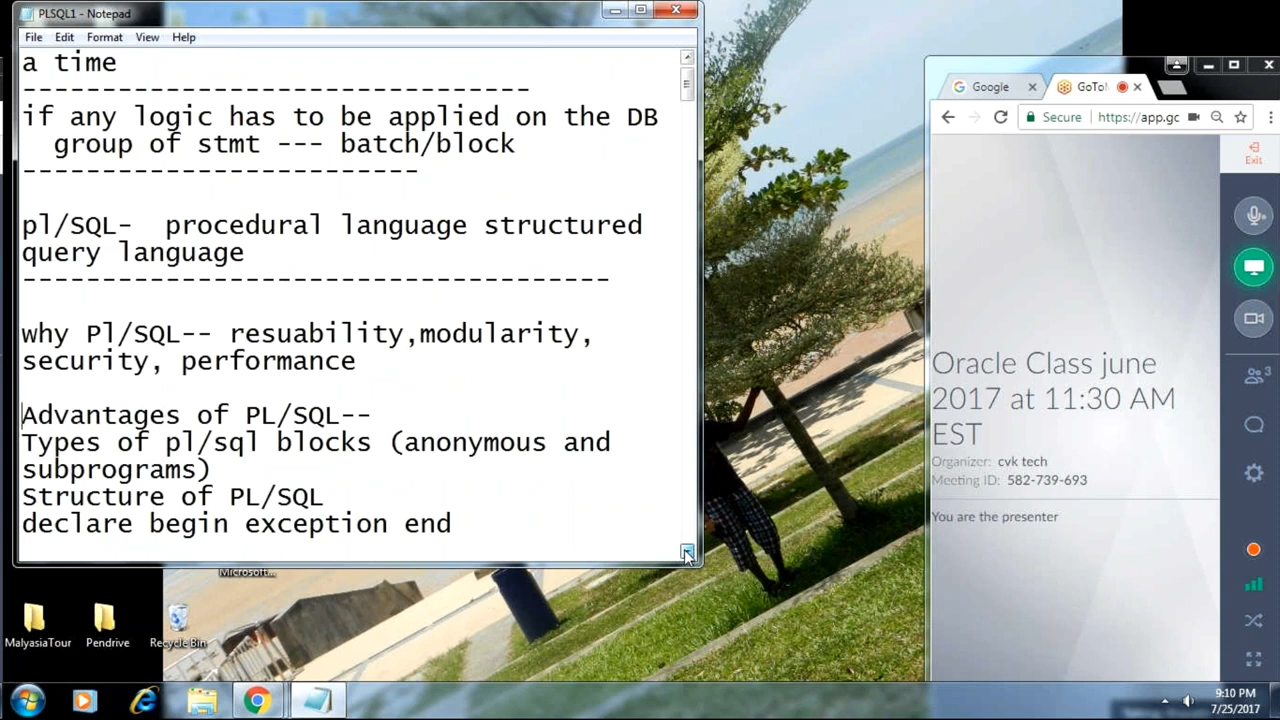 PLSQL1 - Notepad
File Edit Format View Help
a time
--------------------------------
if any logic has to be applied on the DB
group of stmt --- batch/block
-------------------------
pl/SQL- procedural language structured
query language
-------------------------------------
why Pl/SQL-- resuability,modularity,
security, performance
Advantages of PL/SQL--
Types of pl/sql blocks (anonymous and
subprograms)
Structure of PL/SQL
declare begin exception end
Microsoft...
MalyasiaTour
Pendrive
Recycle Bin
Google
GoToM
Secure
https://app.gc
Exit
3
Oracle Class june
2017 at 11:30 AM
EST
Organizer: cvk tech
Meeting ID: 582-739-693
You are the presenter
9:10 PM
7/25/2017